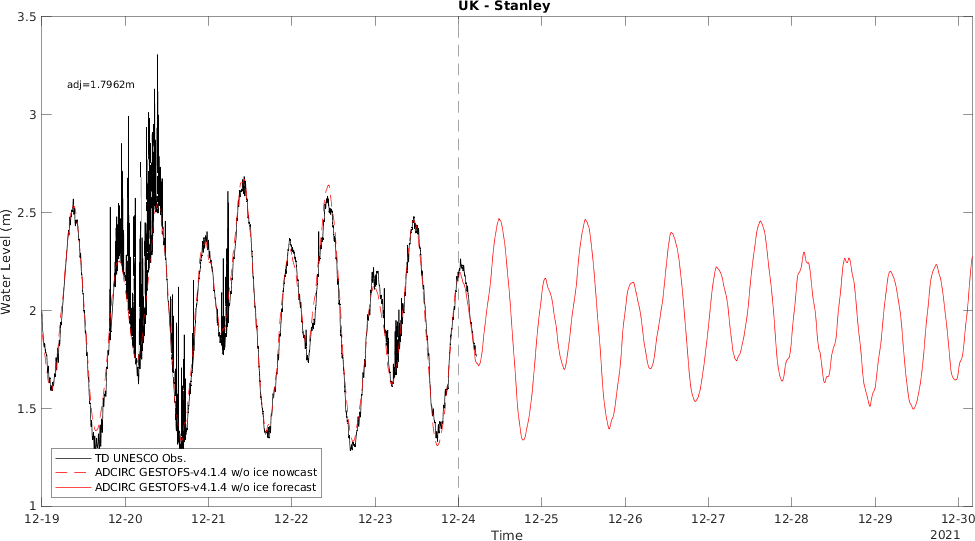 UK - Stanley
3.5
adj=1.7962m
3
2.5
2
1.5
1
Water Level (m)
TD UNESCO Obs.
ADCIRC GESTOFS-v4.1.4 w/o ice nowcast
ADCIRC GESTOFS-v4.1.4 w/o ice forecast
12-19 12-20 12-21 12-22 12-23 12-24 12-25 12-26 12-27 12-28 12-29 12-30
Time
2021